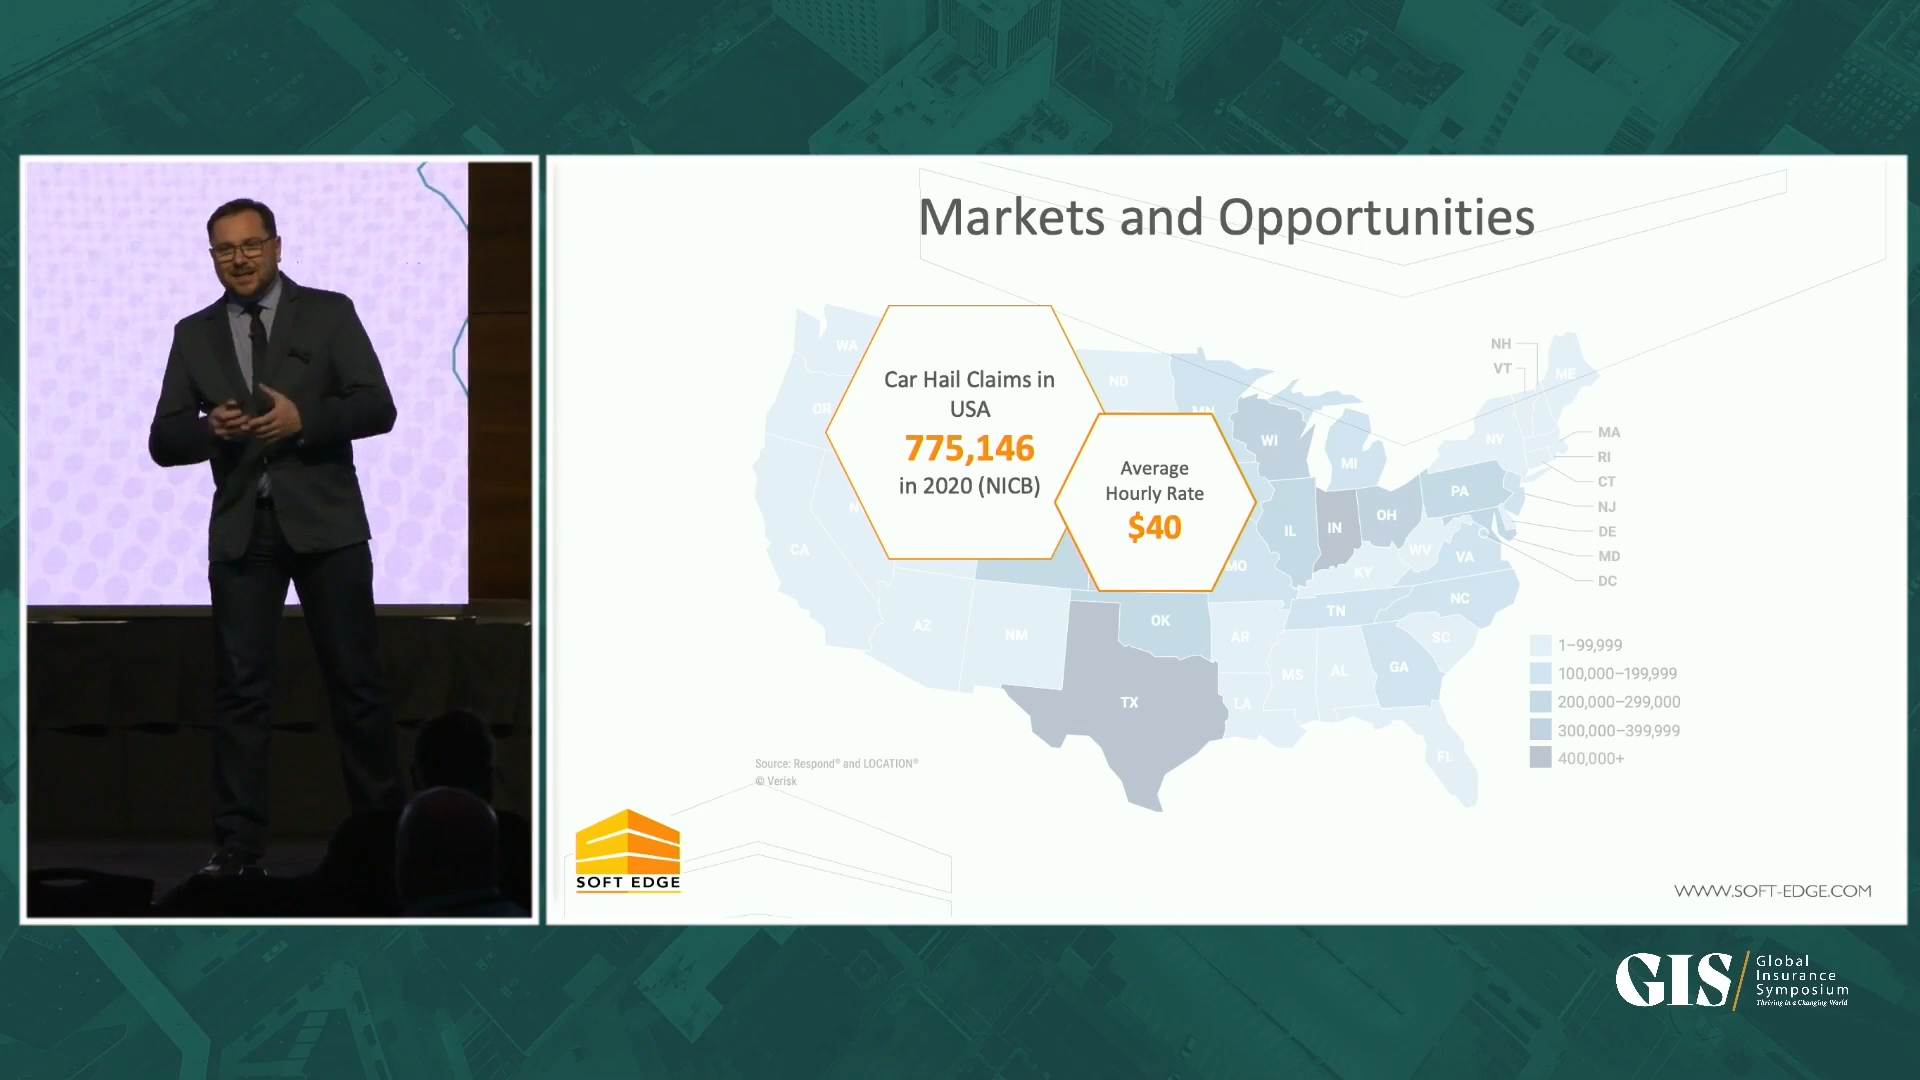 Markets and Opportunities
Car Hail Claims in
USA
775,146
in 2020 (NICB)
Average
Hourly Rate
$40
WA
OR
N
CA
AZ
NM
ND
MN
WI
MI
IL
IN
OH
MO
KY
WV
VA
PA
NY
ME
NH
VT
MA
RI
CT
NJ
DE
MD
DC
TN
NC
SC
OK
AR
TX
LA
MS
AL
GA
FL
1–99,999
100,000–199,999
200,000–299,000
300,000–399,999
400,000+
Source: Respond® and LOCATION®
© Verisk
SOFT EDGE
WWW.SOFT-EDGE.COM
GIS
Global
Insurance
Symposium
Thriving in a Changing World